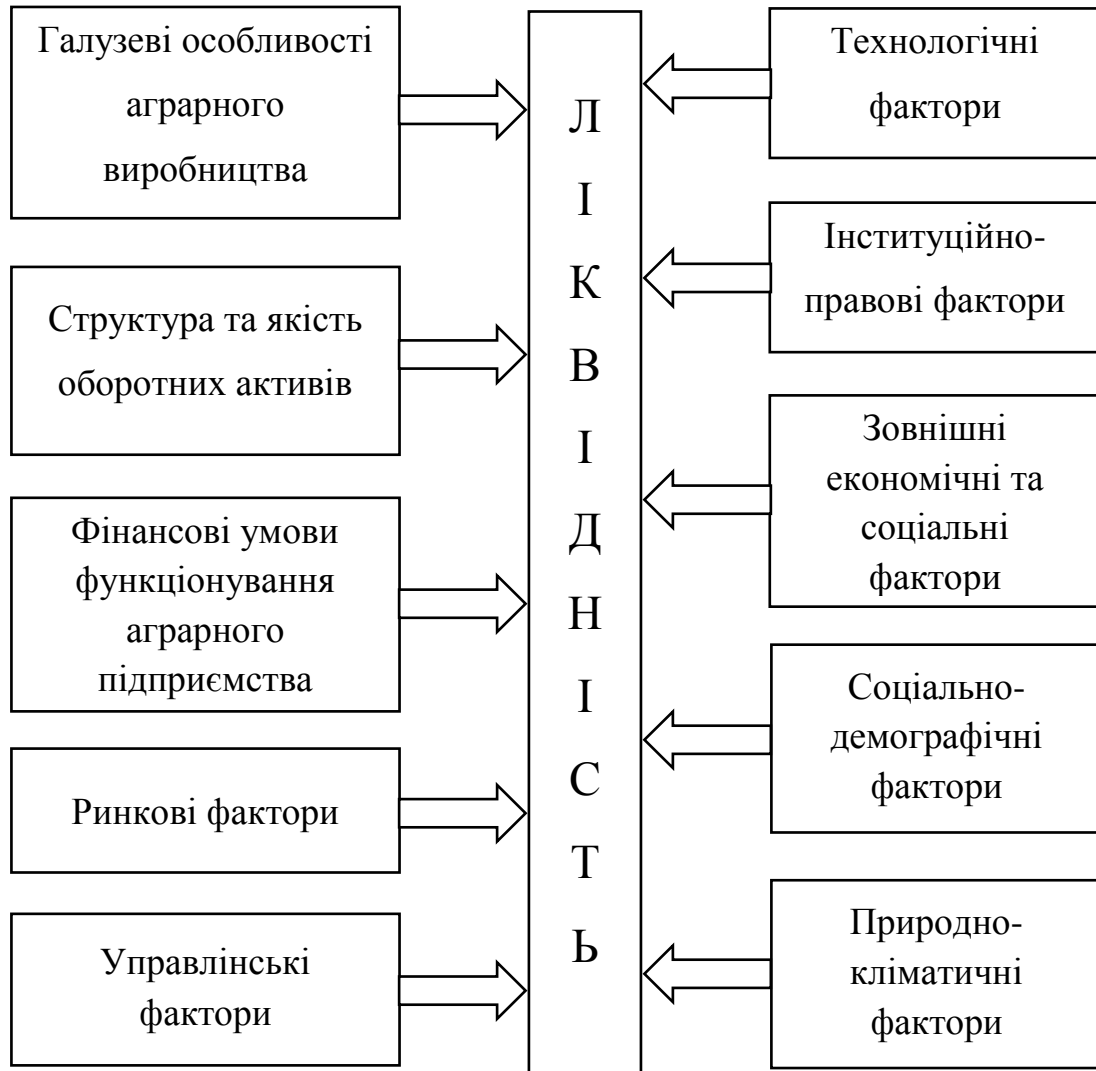 Галузеві особливості
аграрного
виробництва
Структура та якість
оборотних активів
Фінансові умови
функціонування
аграрного
підприємства
Ринкові фактори
Управлінські
фактори
Л
І
К
В
І
Д
Н
І
С
Т
Ь
Технологічні
фактори
Інституційно-
правові фактори
Зовнішні
економічні та
соціальні
фактори
Соціально-
демографічні
фактори
Природно-
кліматичні
фактори